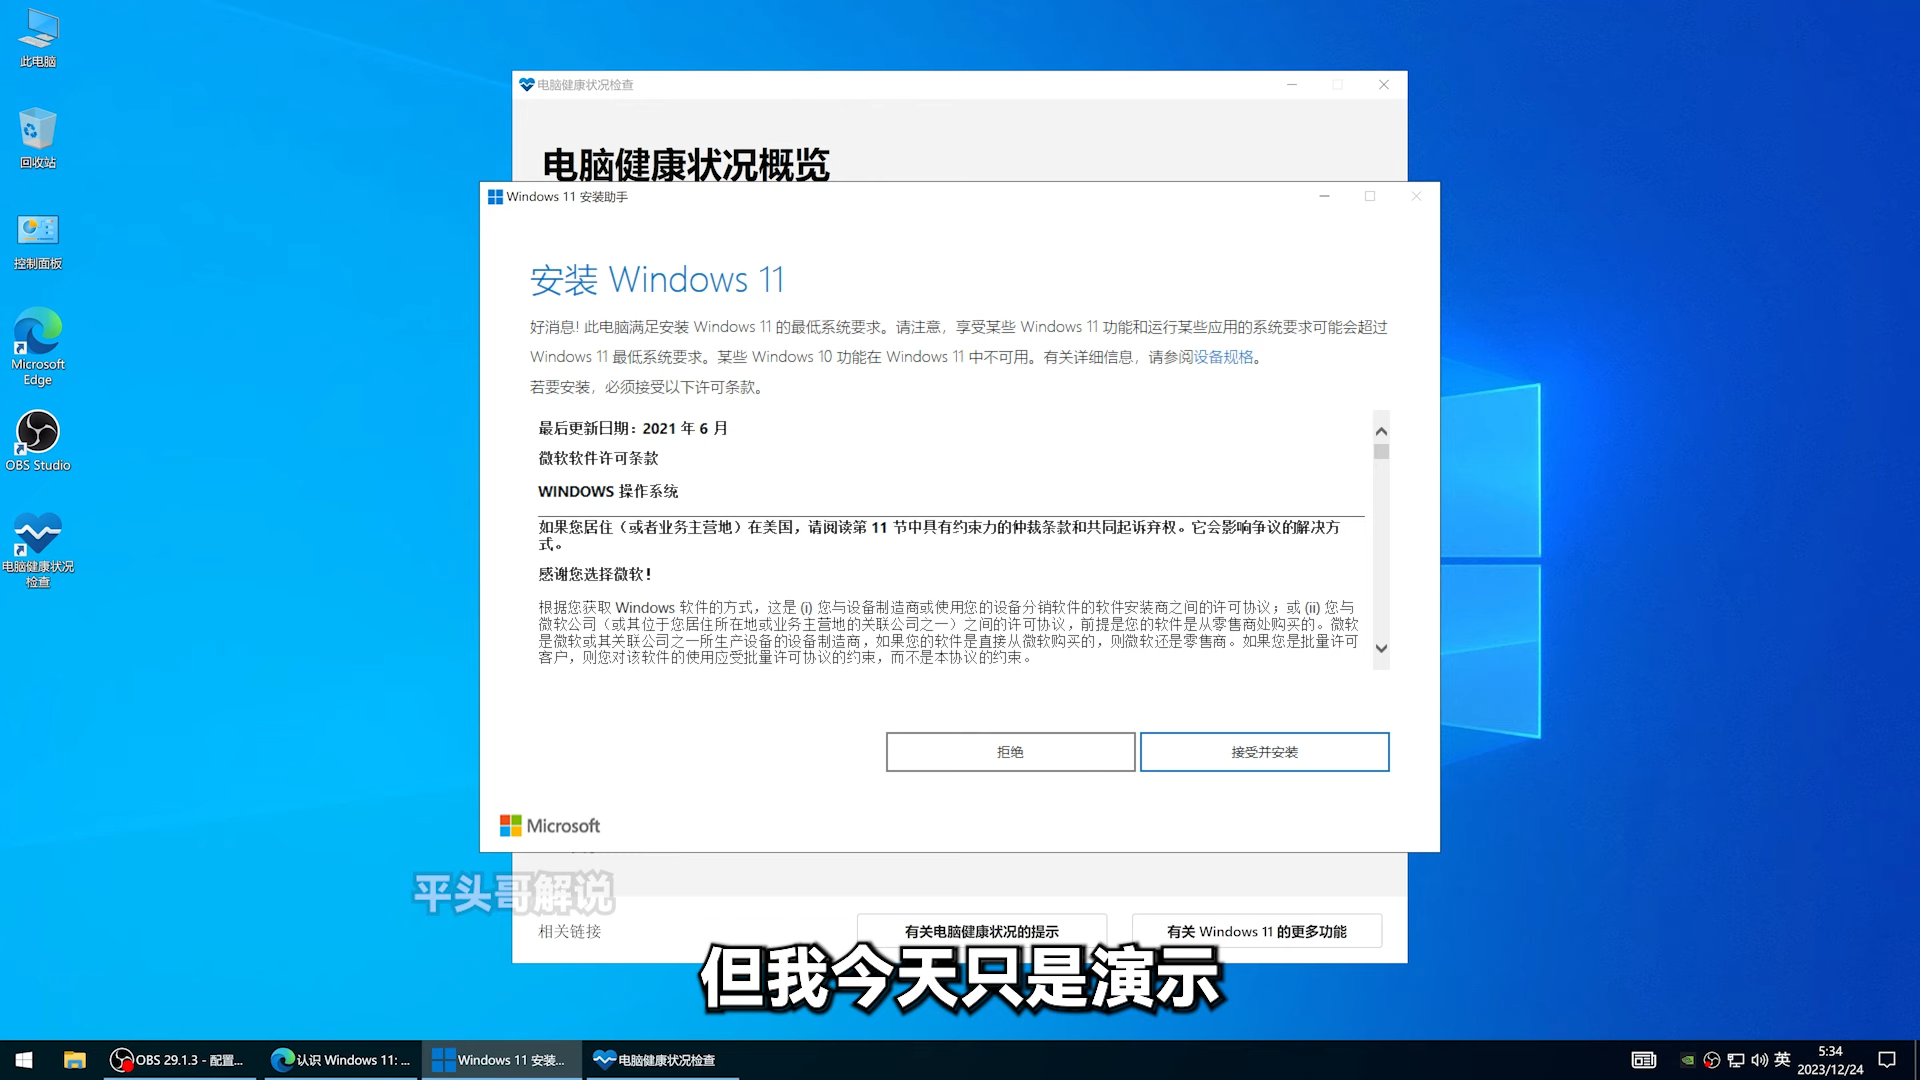 此电脑
回收站
控制面板
Microsoft
Edge
OBS Studio
电脑健康状况
检查
电脑健康状况检查
电脑健康状况概览
Windows 11 安装助手
安装 Windows 11
好消息! 此电脑满足安装 Windows 11 的最低系统要求。请注意，享受某些 Windows 11 功能和运行某些应用的系统要求可能会超过
Windows 11 最低系统要求。某些 Windows 10 功能在 Windows 11 中不可用。有关详细信息，请参阅设备规格。
若要安装，必须接受以下许可条款。
最后更新日期：2021 年 6 月
微软软件许可条款
WINDOWS 操作系统
如果您居住（或者业务主营地）在美国，请阅读第 11 节中具有约束力的仲裁条款和共同起诉弃权。它会影响争议的解决方
式。
感谢您选择微软！
根据您获取 Windows 软件的方式，这是 (i) 您与设备制造商或使用您的设备分销软件的软件安装商之间的许可协议；或 (ii) 您与
微软公司（或其位于您居住所在地或业务主营地的关联公司之一）之间的许可协议，前提是您的软件是从零售商处购买的。微软
是微软或其关联公司之一所生产设备的设备制造商，如果您的软件是直接从微软购买的，则微软还是零售商。如果您是批量许可
客户，则您对该软件的使用应受批量许可协议的约束，而不是本协议的约束。
拒绝
接受并安装
Microsoft
平头哥解说
相关链接
有关电脑健康状况的提示
有关 Windows 11 的更多功能
但我今天只是演示
OBS 29.1.3 - 配置...
认识 Windows 11: ...
Windows 11 安装...
电脑健康状况检查
英
5:34
2023/12/24